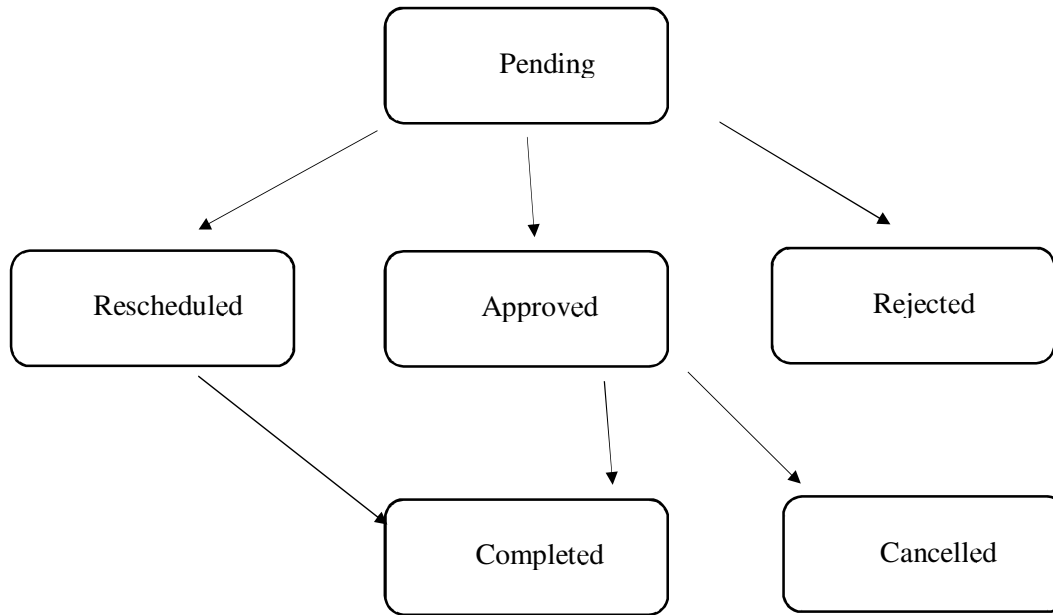 Pending
Rescheduled
Approved
Rejected
Completed
Cancelled